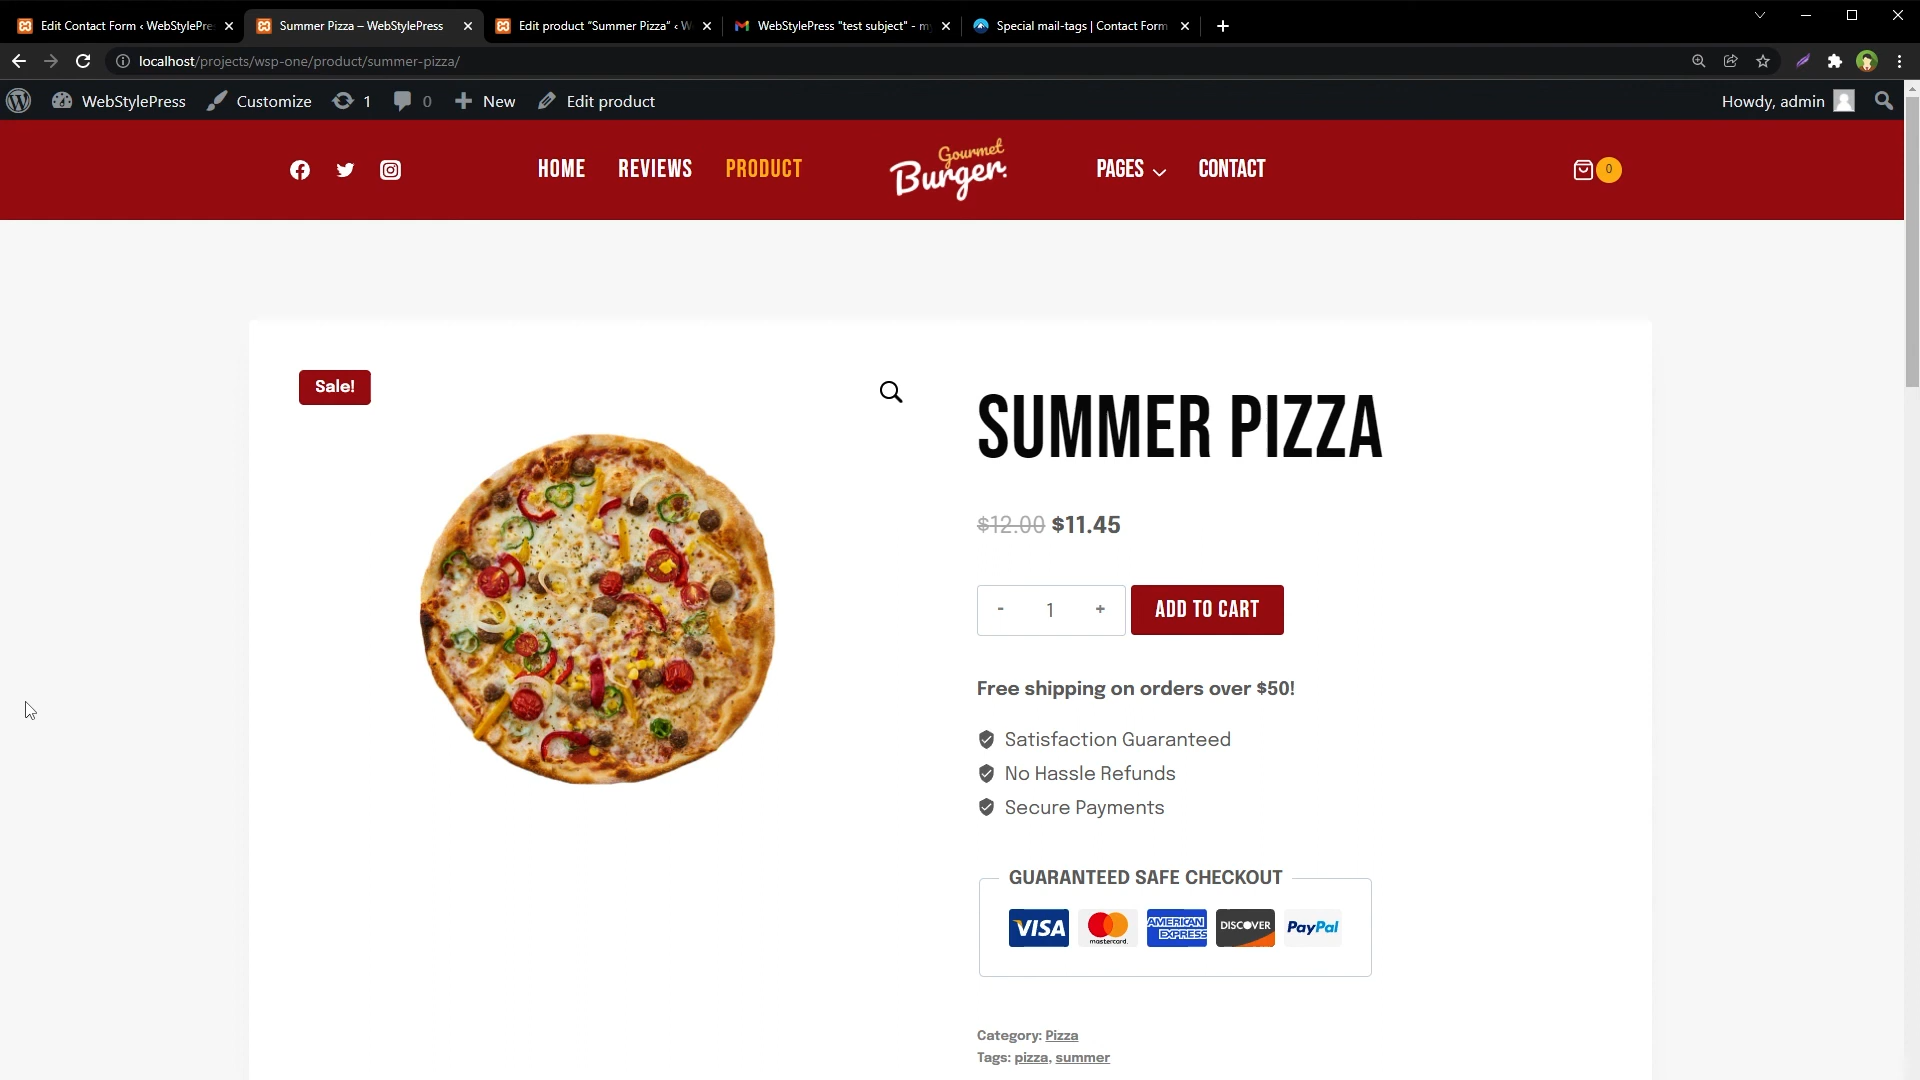 Edit Contact Form ‹ WebStylePre
Summer Pizza – WebStylePress
Edit product “Summer Pizza” ‹ W
WebStylePress "test subject" - my
Special mail-tags | Contact Form
localhost/projects/wsp-one/product/summer-pizza/
WebStylePress
Customize
1
0
New
Edit product
Howdy, admin
HOME
REVIEWS
PRODUCT
Gourmet
Burger.
PAGES
CONTACT
0
Sale!
SUMMER PIZZA
$12.00 $11.45
- 1 +
ADD TO CART
Free shipping on orders over $50!
Satisfaction Guaranteed
No Hassle Refunds
Secure Payments
GUARANTEED SAFE CHECKOUT
VISA
mastercard.
AMERICAN
EXPRESS
DISCOVER
PayPal
Category: Pizza
Tags: pizza, summer